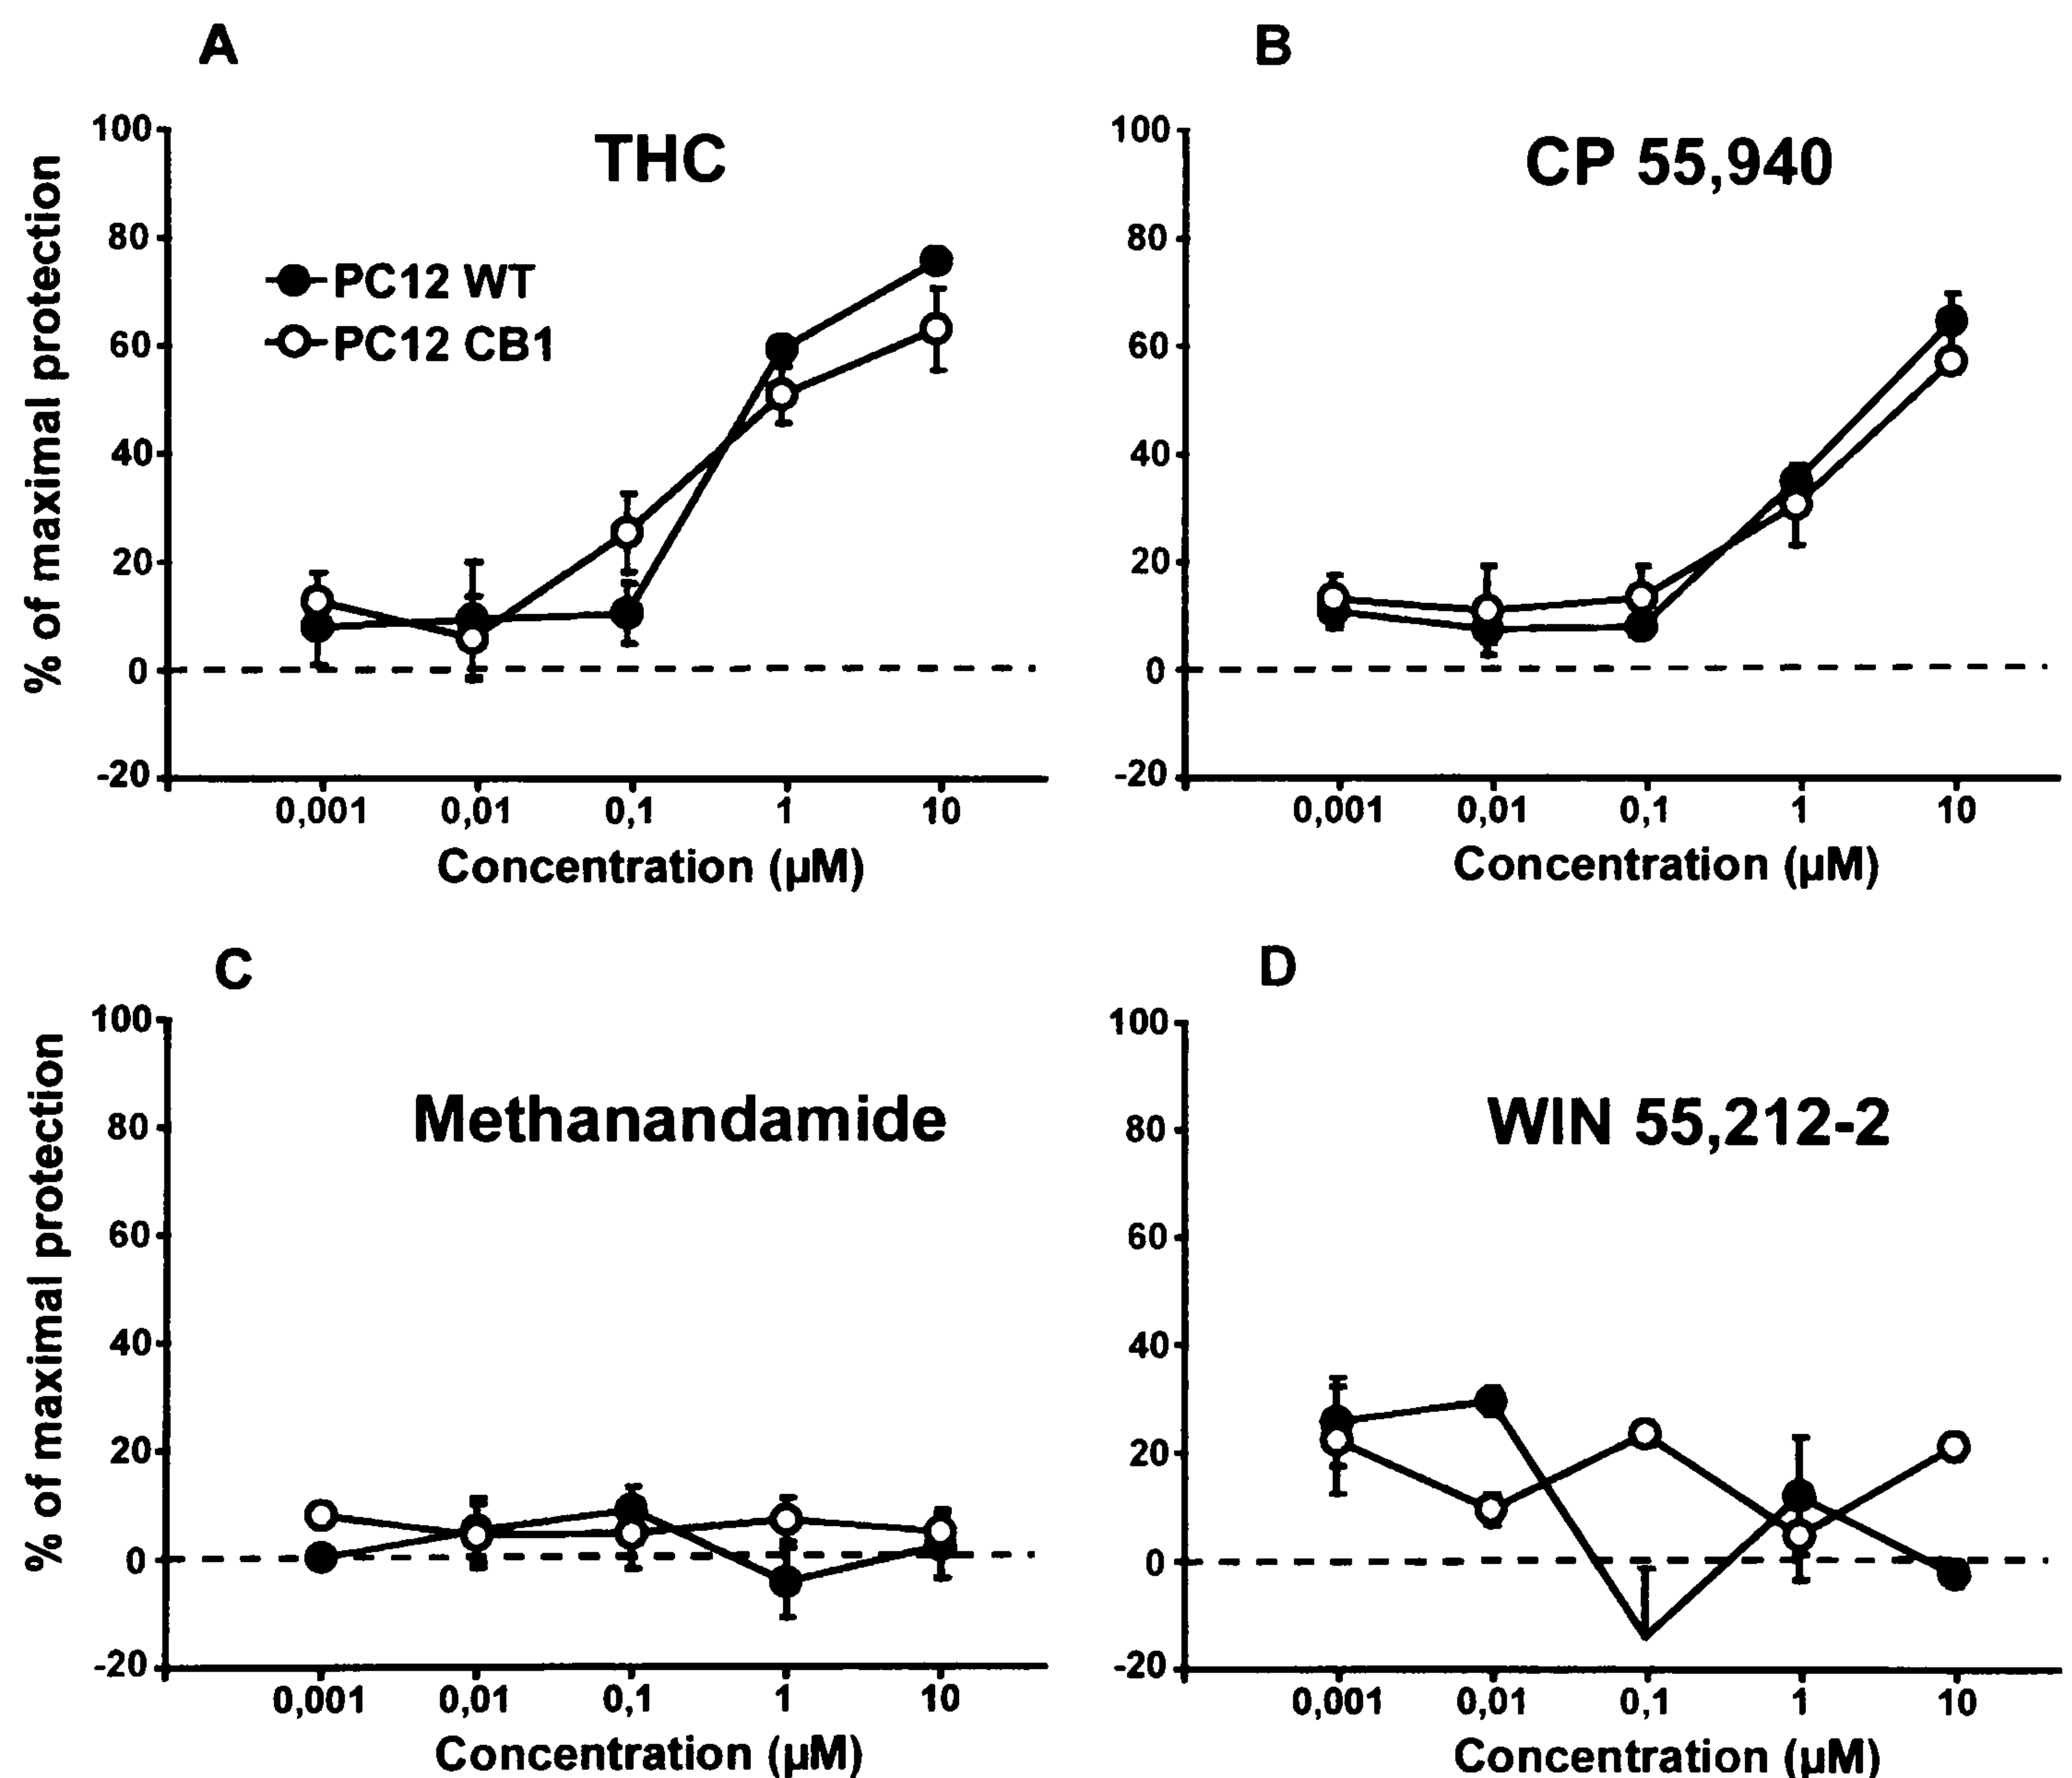 A
THC
% of maximal protection
100
80
60
40
20
0
-20
PC12 WT
PC12 CB1
0,001 0,01 0,1 1 10
Concentration (µM)
B
CP 55,940
100
80
60
40
20
0
-20
0,001 0,01 0,1 1 10
Concentration (µM)
C
Methanandamide
% of maximal protection
100
80
60
40
20
0
-20
0,001 0,01 0,1 1 10
Concentration (µM)
D
WIN 55,212-2
100
80
60
40
20
0
-20
0,001 0,01 0,1 1 10
Concentration (µM)